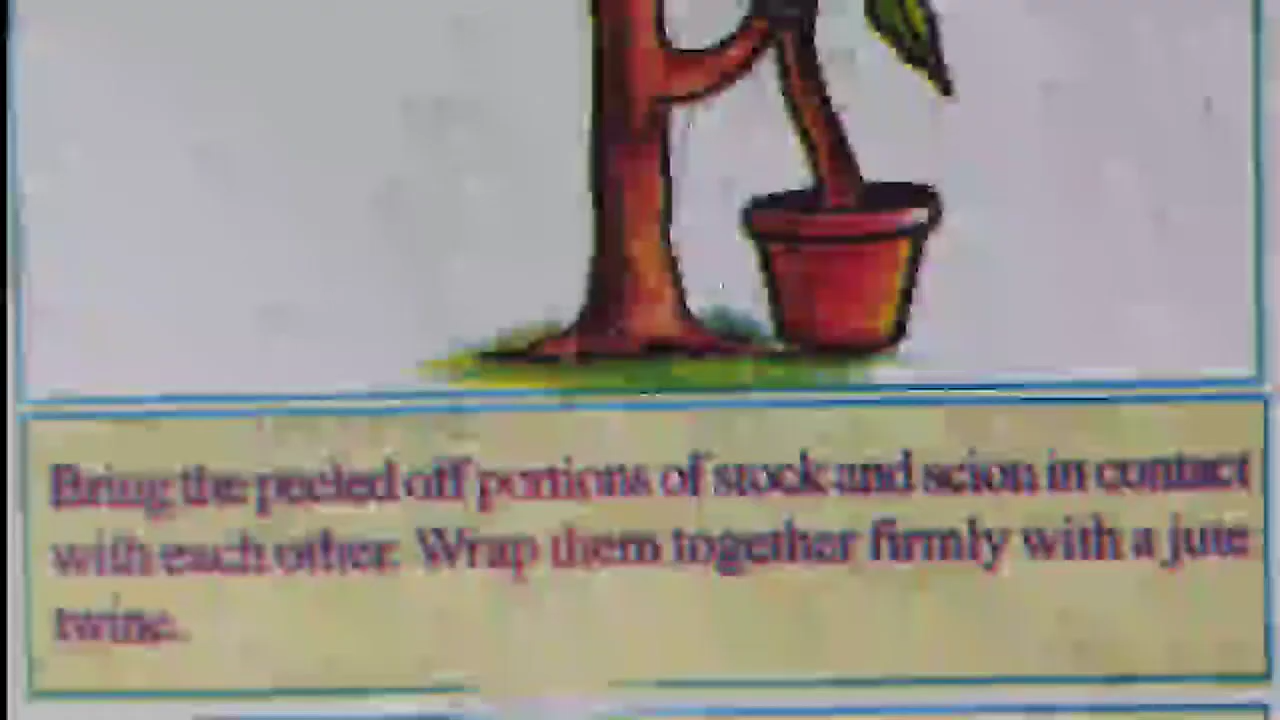 Bring the peeled off portions of stock and scion in contact
with each other. Wrap them together firmly with a jute
twine.